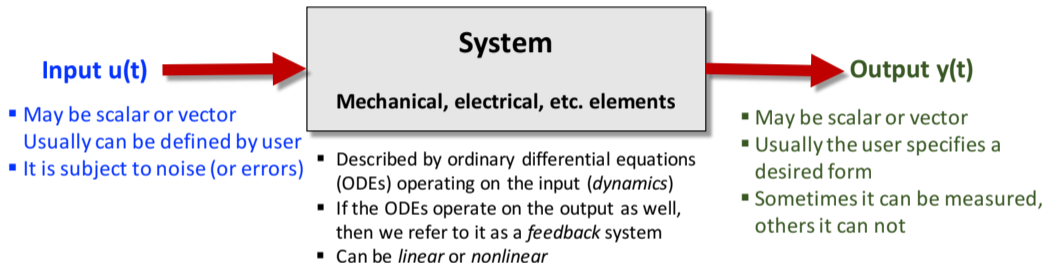 System
Input u(t)
Output y(t)
Mechanical, electrical, etc. elements
▪ May be scalar or vector
Usually can be defined by user
▪ It is subject to noise (or errors)
▪ Described by ordinary differential equations
(ODEs) operating on the input (dynamics)
▪ If the ODEs operate on the output as well,
then we refer to it as a feedback system
▪ Can be linear or nonlinear
▪ May be scalar or vector
▪ Usually the user specifies a
desired form
▪ Sometimes it can be measured,
others it can not